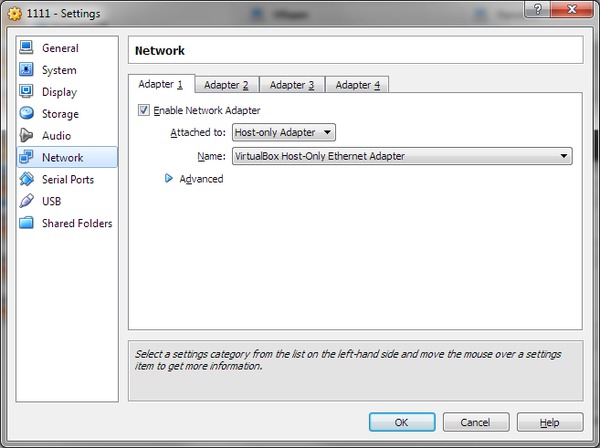 1111 - Settings
General
System
Display
Storage
Audio
Network
Serial Ports
USB
Shared Folders
Network
Adapter 1 Adapter 2 Adapter 3 Adapter 4
Enable Network Adapter
Attached to: Host-only Adapter
Name: VirtualBox Host-Only Ethernet Adapter
Advanced
Select a settings category from the list on the left-hand side and move the mouse over a settings
item to get more information.
OK Cancel Help